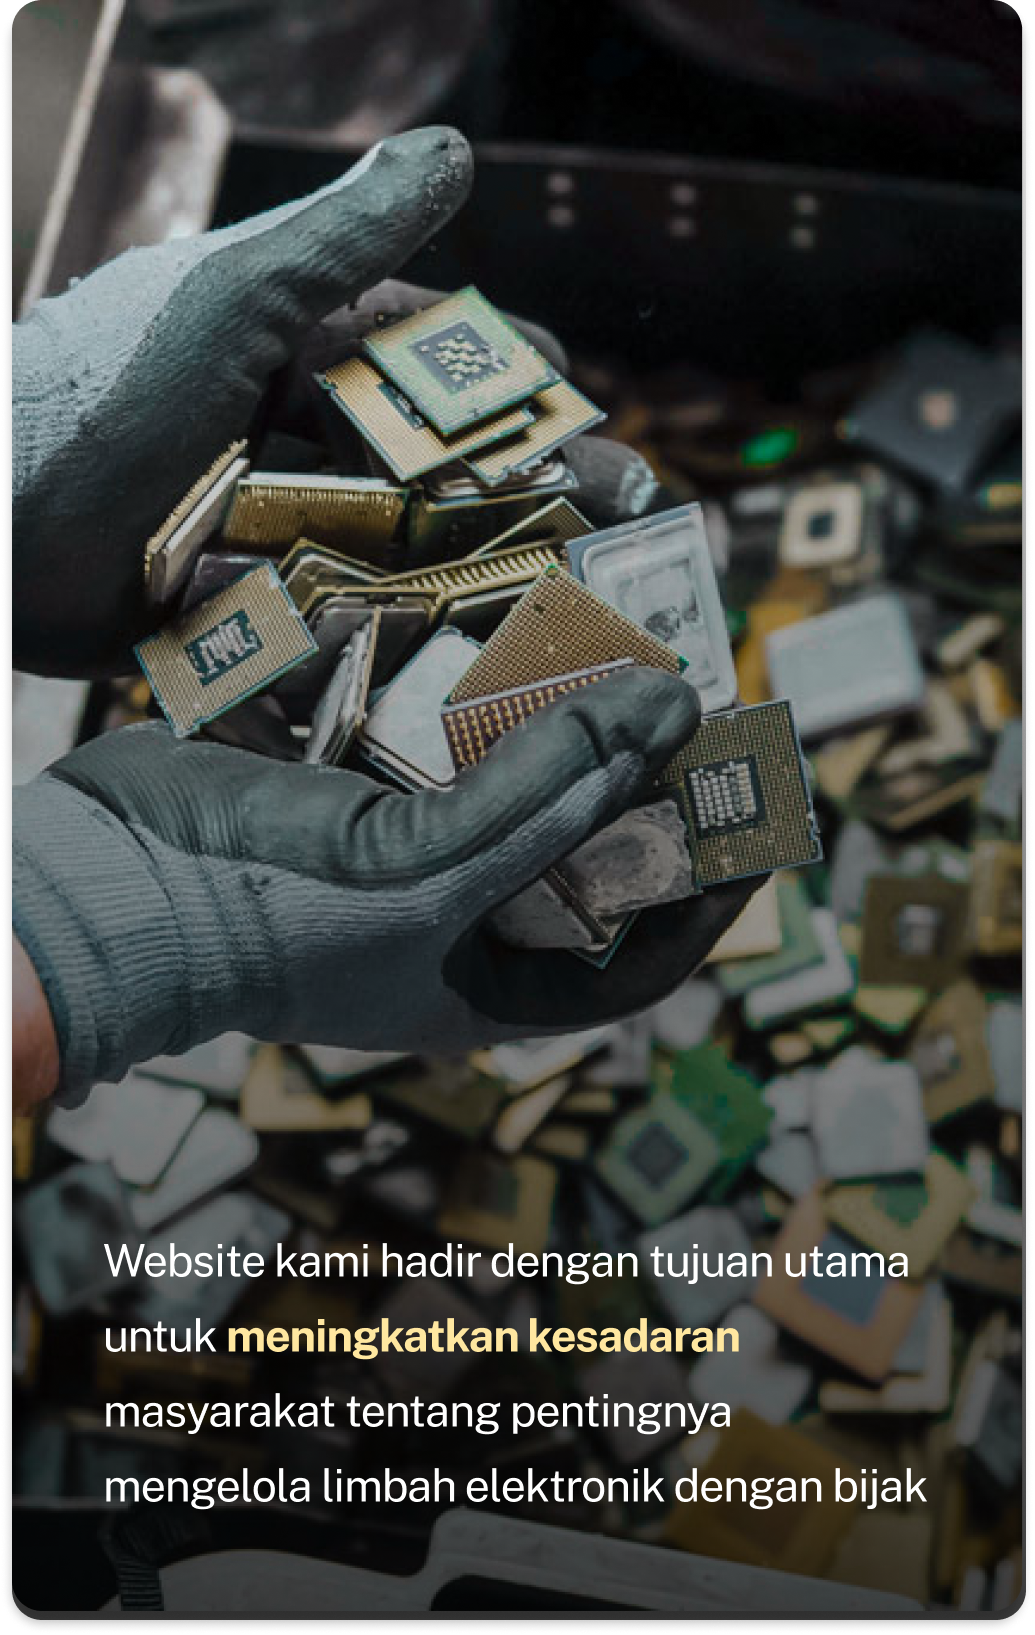 Website kami hadir dengan tujuan utama
untuk meningkatkan kesadaran
masyarakat tentang pentingnya
mengelola limbah elektronik dengan bijak